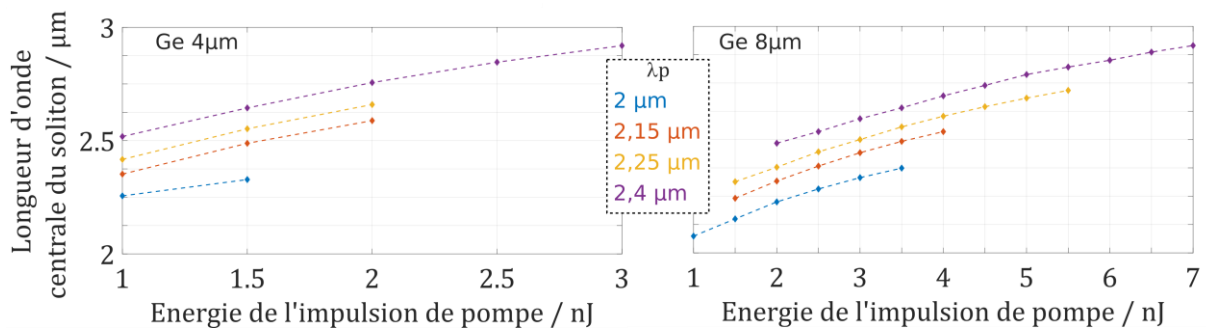 Longueur d'onde
centrale du soliton / µm
3
2.5
2
Ge 4µm
1
1.5
2
2.5
3
Energie de l'impulsion de pompe / nJ
λp
2 µm
2,15 µm
2,25 µm
2,4 µm
Ge 8µm
1
2
3
4
5
6
7
Energie de l'impulsion de pompe / nJ